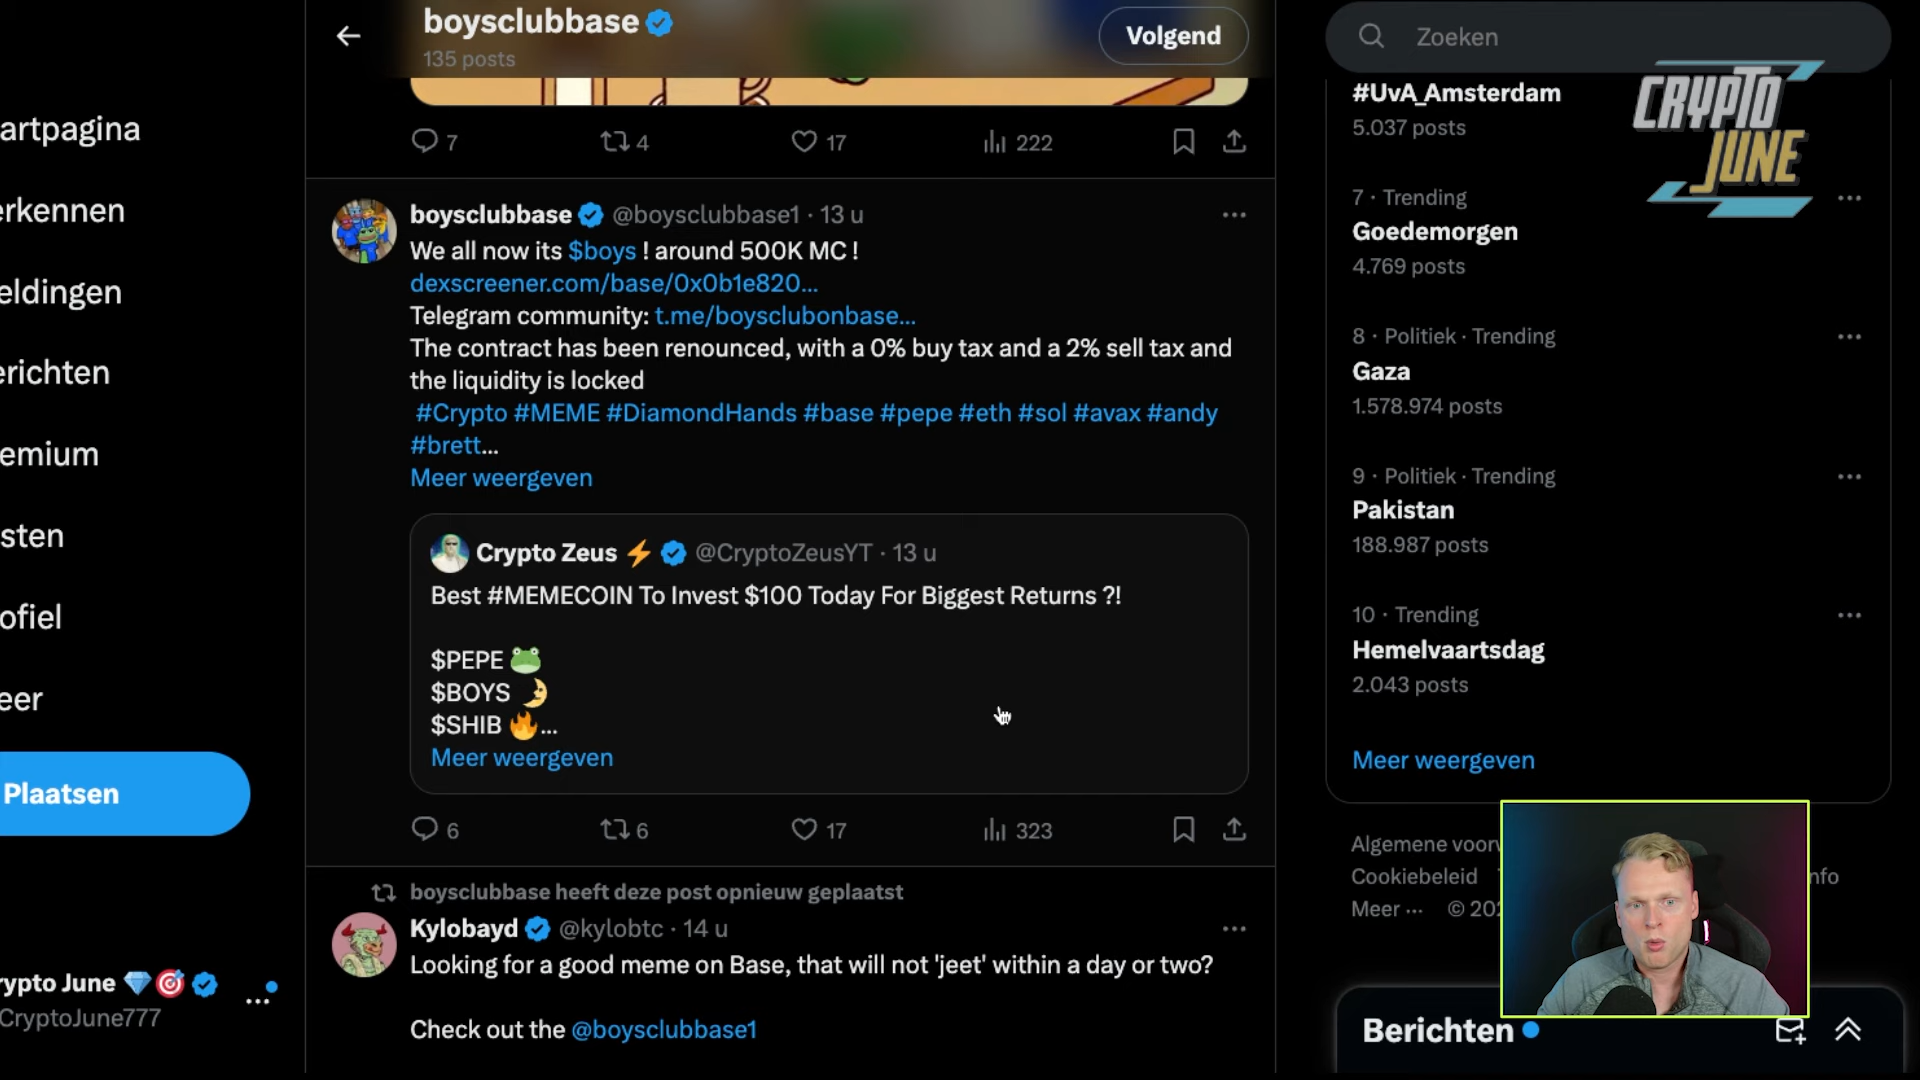 boysclubbase
135 posts
Volgend
Zoeken
CRYPTO
JUNE
artpagina
erkennen
eldingen
erichten
emium
sten
ofiel
eer
Plaatsen
rypto June
CryptoJune777
7
4
17
222
boysclubbase @boysclubbase1 · 13 u
We all now its $boys ! around 500K MC !
dexscreener.com/base/0x0b1e820...
Telegram community: t.me/boysclubonbase...
The contract has been renounced, with a 0% buy tax and a 2% sell tax and
the liquidity is locked
#Crypto #MEME #DiamondHands #base #pepe #eth #sol #avax #andy
#brett...
Meer weergeven
Crypto Zeus ⚡ @CryptoZeusYT · 13 u
Best #MEMECOIN To Invest $100 Today For Biggest Returns ?!
$PEPE 🐸
$BOYS 🌛
$SHIB 🔥...
Meer weergeven
6
6
17
323
boysclubbase heeft deze post opnieuw geplaatst
Kylobayd @kylobtc · 14 u
Looking for a good meme on Base, that will not 'jeet' within a day or two?
Check out the @boysclubbase1
#UvA_Amsterdam
5.037 posts
7 · Trending
Goedemorgen
4.769 posts
8 · Politiek · Trending
Gaza
1.578.974 posts
9 · Politiek · Trending
Pakistan
188.987 posts
10 · Trending
Hemelvaartsdag
2.043 posts
Meer weergeven
Algemene voorw
Cookiebeleid
nfo
Meer ··· © 202
Berichten